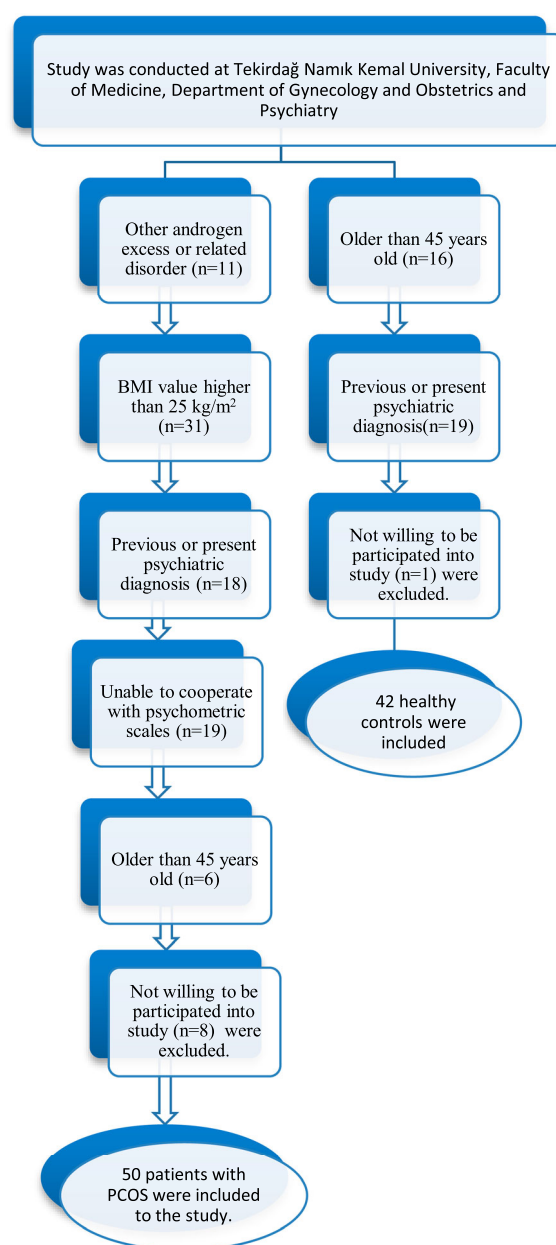 Study was conducted at Tekirdağ Namık Kemal University, Faculty
of Medicine, Department of Gynecology and Obstetrics and
Psychiatry
Other androgen
excess or related
disorder (n=11)
BMI value higher
than 25 kg/m²
(n=31)
Previous or present
psychiatric
diagnosis (n=18)
Unable to cooperate
with psychometric
scales (n=19)
Older than 45 years
old (n=6)
Not willing to be
participated into
study (n=8) were
excluded.
50 patients with
PCOS were included
to the study.
Older than 45 years
old (n=16)
Previous or present
psychiatric
diagnosis(n=19)
Not willing to be
participated into
study (n=1) were
excluded.
42 healthy
controls were
included